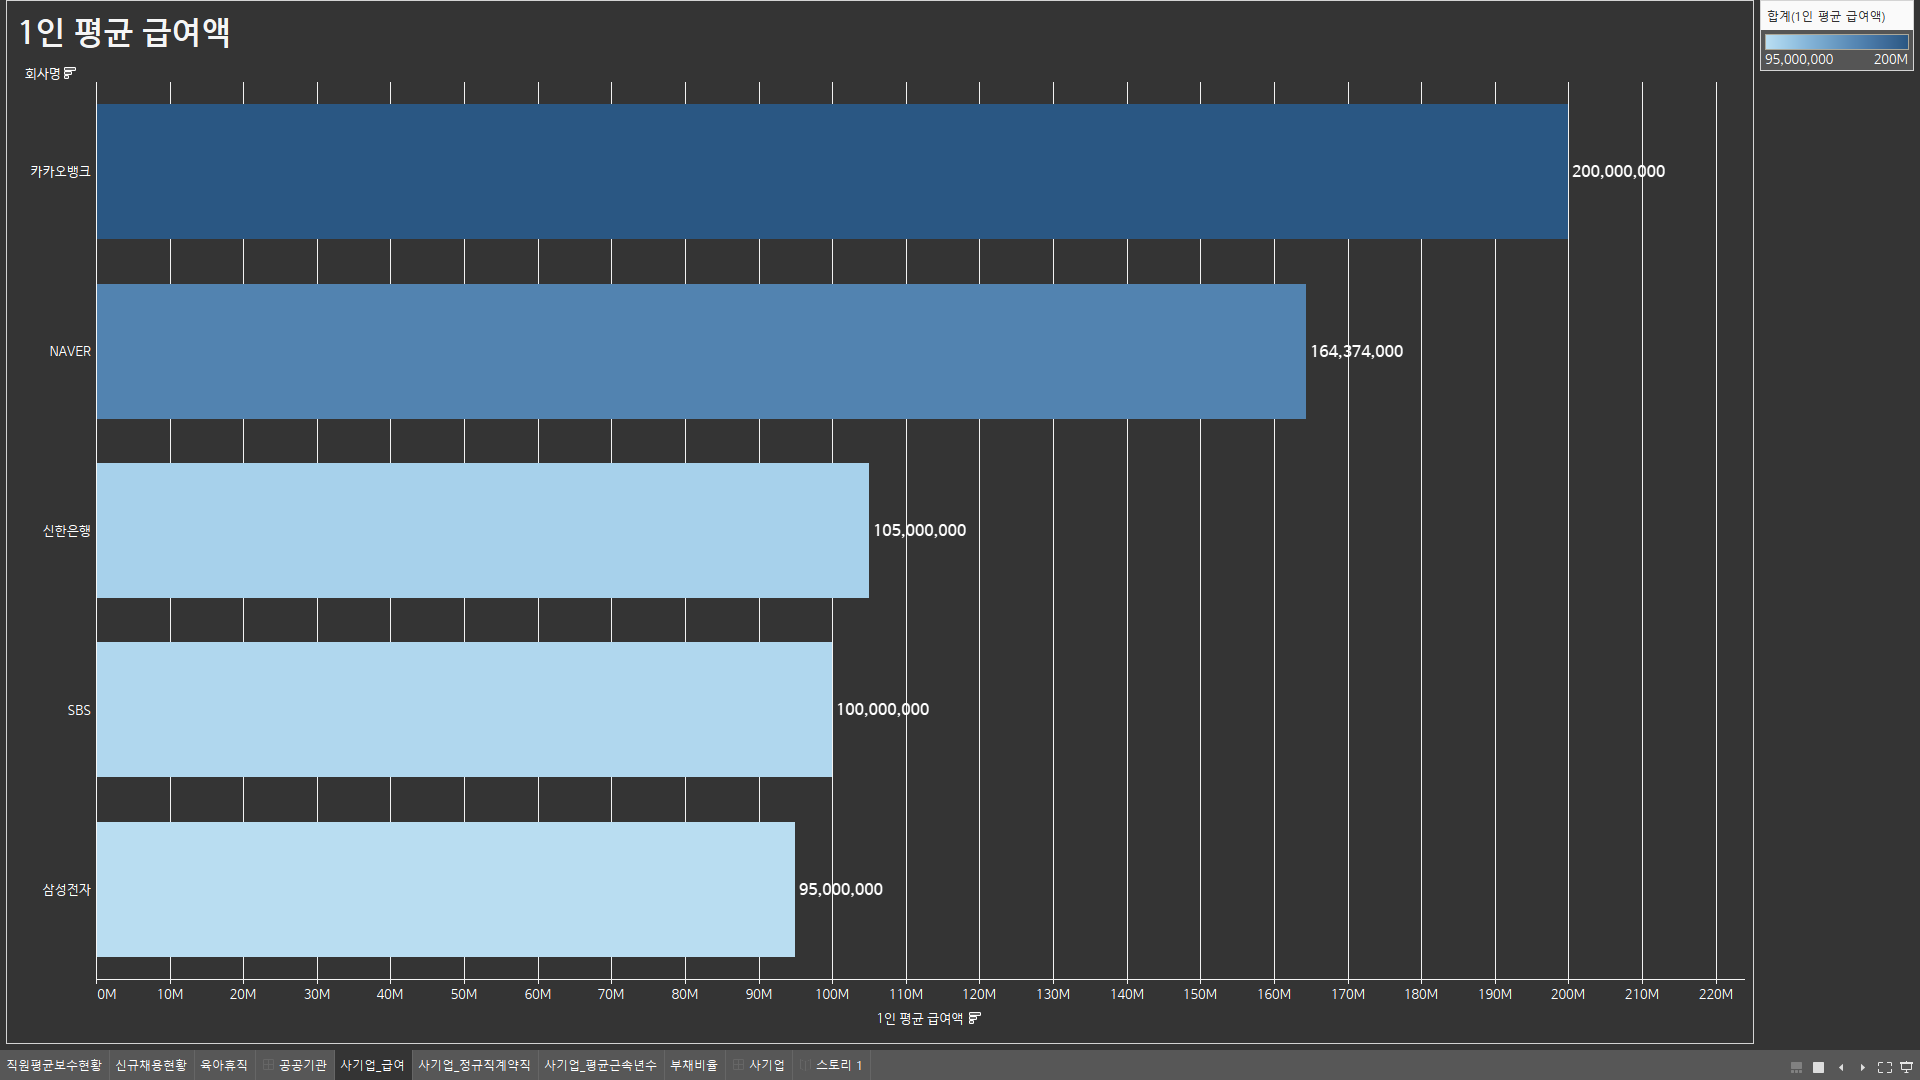 1인 평균 급여액
합계(1인 평균 급여액)
95,000,000 200M
회사명
카카오뱅크 200,000,000
NAVER 164,374,000
신한은행 105,000,000
SBS 100,000,000
삼성전자 95,000,000
0M 10M 20M 30M 40M 50M 60M 70M 80M 90M 100M 110M 120M 130M 140M 150M 160M 170M 180M 190M 200M 210M 220M
1인 평균 급여액
직원평균보수현황 신규채용현황 육아휴직 공공기관 사기업_급여 사기업_정규직계약직 사기업_평균근속년수 부채비율 사기업 스토리 1